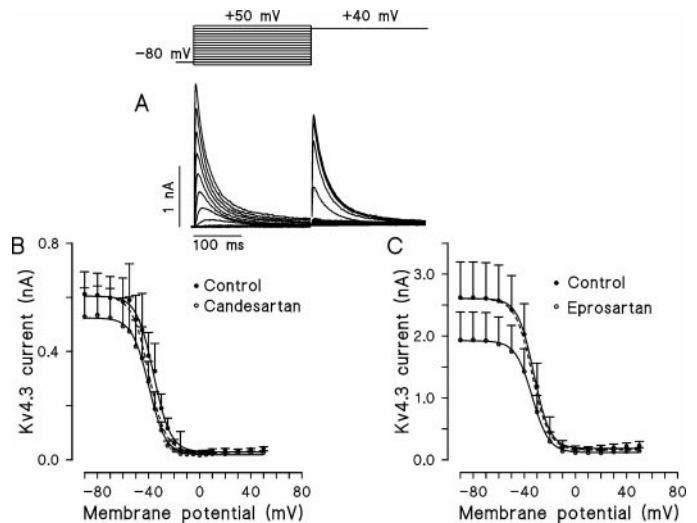 +50 mV +40 mV
−80 mV
A
1 nA
100 ms
B
0.8
0.4
0.0
Kv4.3 current (nA)
Control
Candesartan
−80 −40 0 40 80
Membrane potential (mV)
C
3.0
2.0
1.0
0.0
Kv4.3 current (nA)
Control
Eprosartan
−80 −40 0 40 80
Membrane potential (mV)